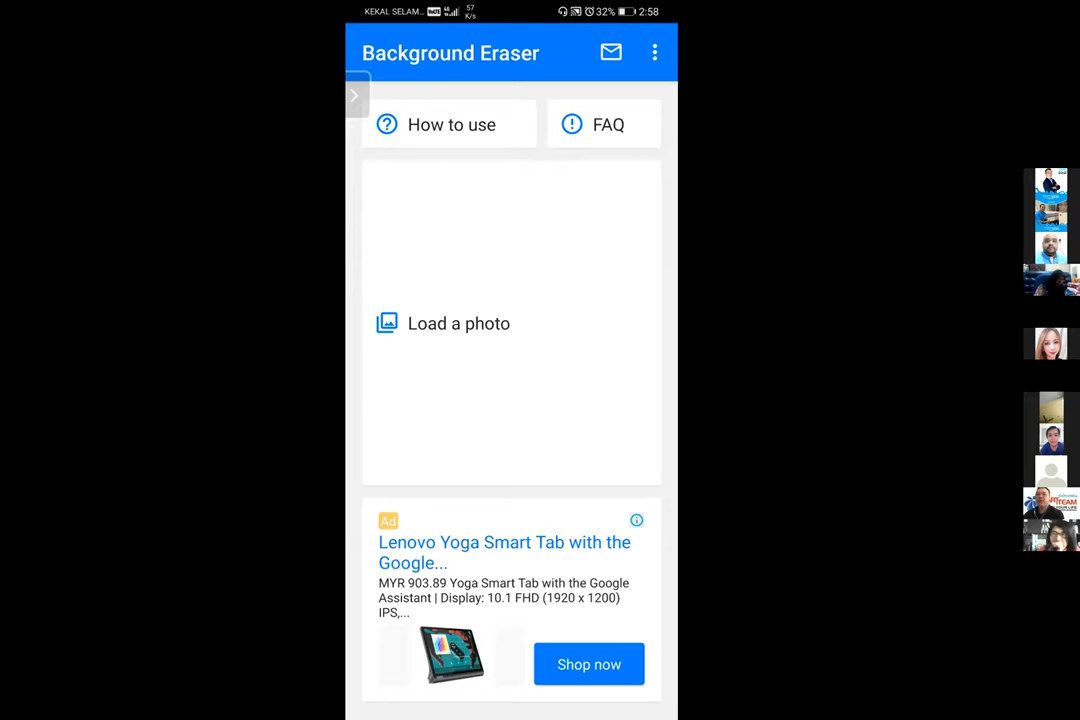 KEKAL SELAM... VoLTE 57 K/s 32% 2:58
Background Eraser
How to use
FAQ
Load a photo
Ad
Lenovo Yoga Smart Tab with the
Google...
MYR 903.89 Yoga Smart Tab with the Google
Assistant | Display: 10.1 FHD (1920 x 1200)
IPS,...
Shop now